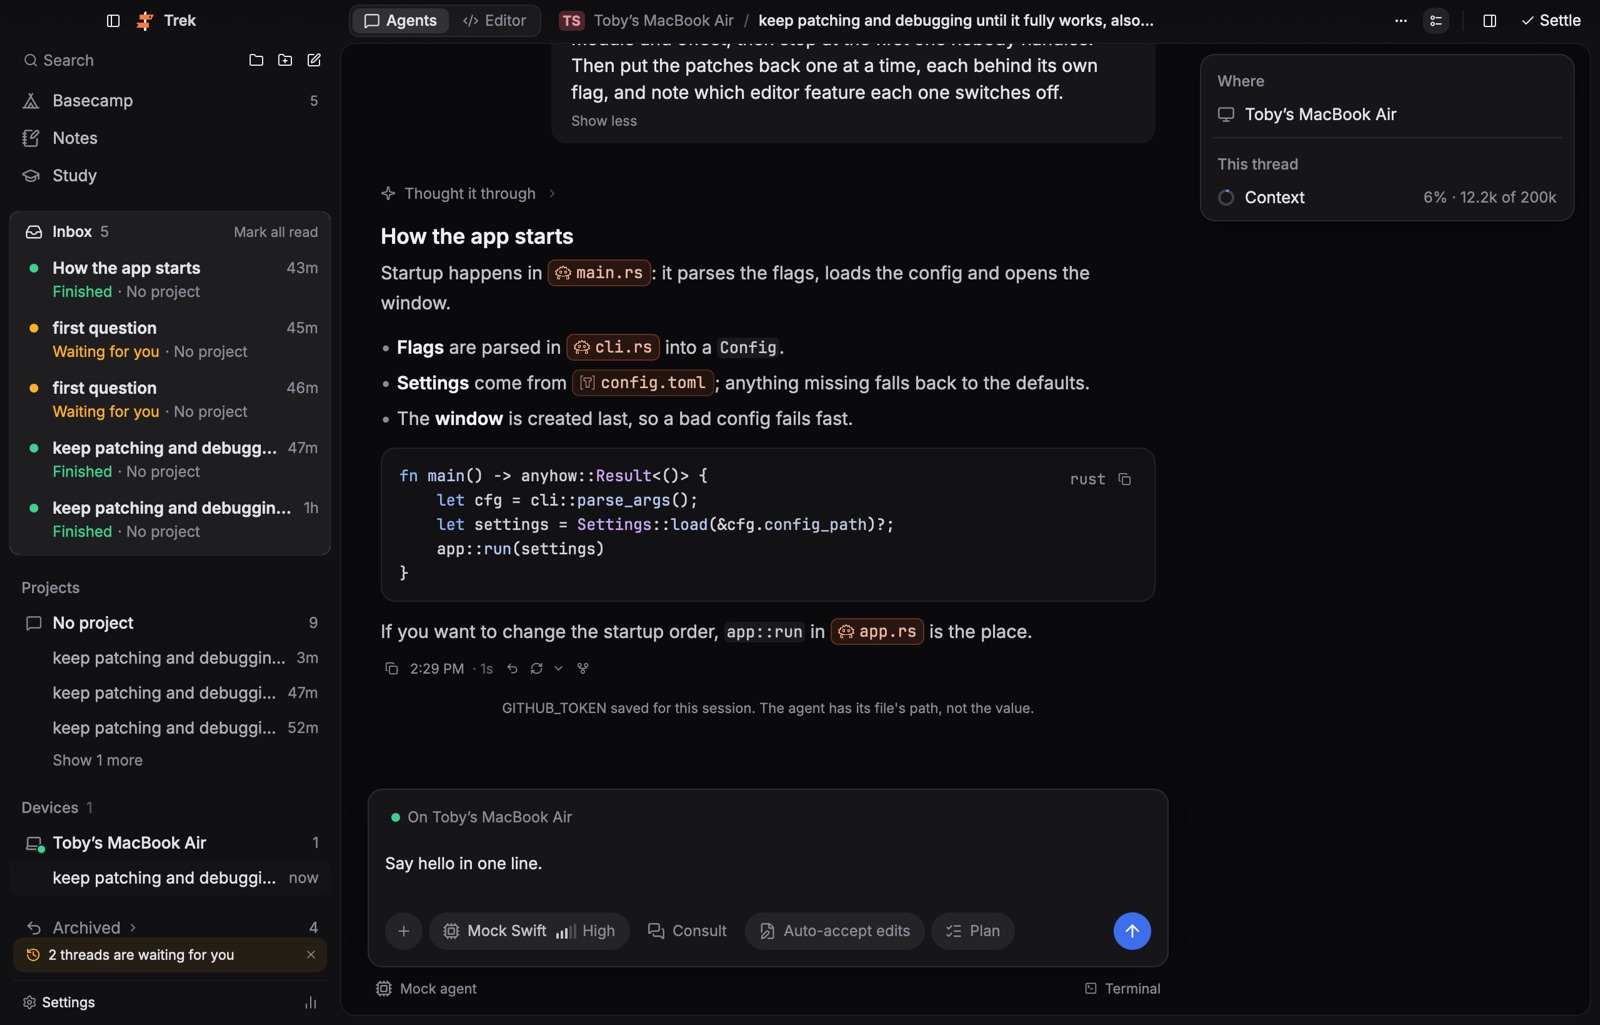 Trek
Agents
Editor
TS Toby's MacBook Air / keep patching and debugging until it fully works, also...
Settle
Search
Basecamp 5
Notes
Study
Inbox 5 Mark all read
How the app starts 43m
Finished · No project
first question 45m
Waiting for you · No project
first question 46m
Waiting for you · No project
keep patching and debugg... 47m
Finished · No project
keep patching and debuggin... 1h
Finished · No project
Projects
No project 9
keep patching and debuggin... 3m
keep patching and debuggi... 47m
keep patching and debuggi... 52m
Show 1 more
Devices 1
Toby's MacBook Air 1
keep patching and debuggi... now
Archived 4
2 threads are waiting for you
Settings
Then put the patches back one at a time, each behind its own
flag, and note which editor feature each one switches off.
Show less
Thought it through
How the app starts
Startup happens in main.rs: it parses the flags, loads the config and opens the
window.
• Flags are parsed in cli.rs into a Config.
• Settings come from config.toml; anything missing falls back to the defaults.
• The window is created last, so a bad config fails fast.
rust
fn main() -> anyhow::Result<()> {
    let cfg = cli::parse_args();
    let settings = Settings::load(&cfg.config_path)?;
    app::run(settings)
}
If you want to change the startup order, app::run in app.rs is the place.
2:29 PM · 1s
GITHUB_TOKEN saved for this session. The agent has its file's path, not the value.
On Toby's MacBook Air
Say hello in one line.
Mock Swift High
Consult
Auto-accept edits
Plan
Mock agent
Terminal
Where
Toby's MacBook Air
This thread
Context 6% · 12.2k of 200k